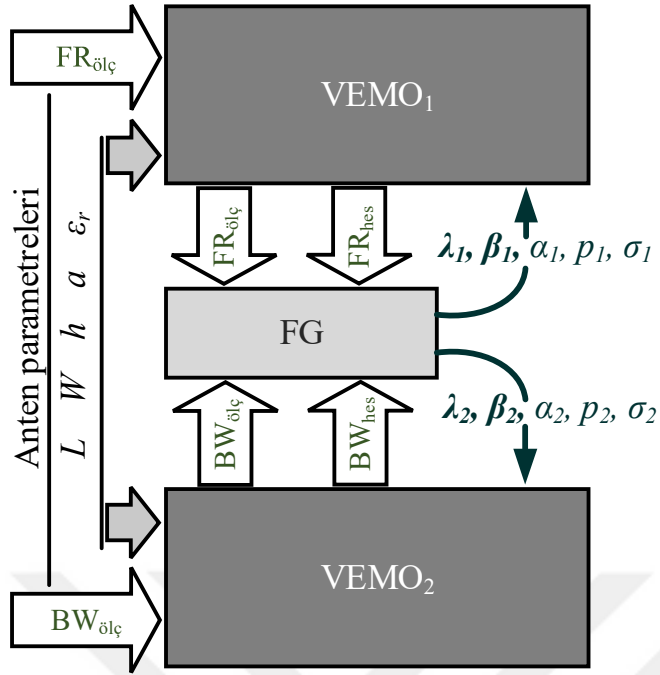 FRölç
VEMO1
Anten parametreleri
L W h a εr
FRölç
FRhes
λ1, β1, α1, p1, σ1
FG
λ2, β2, α2, p2, σ2
BWölç
BWhes
VEMO2
BWölç